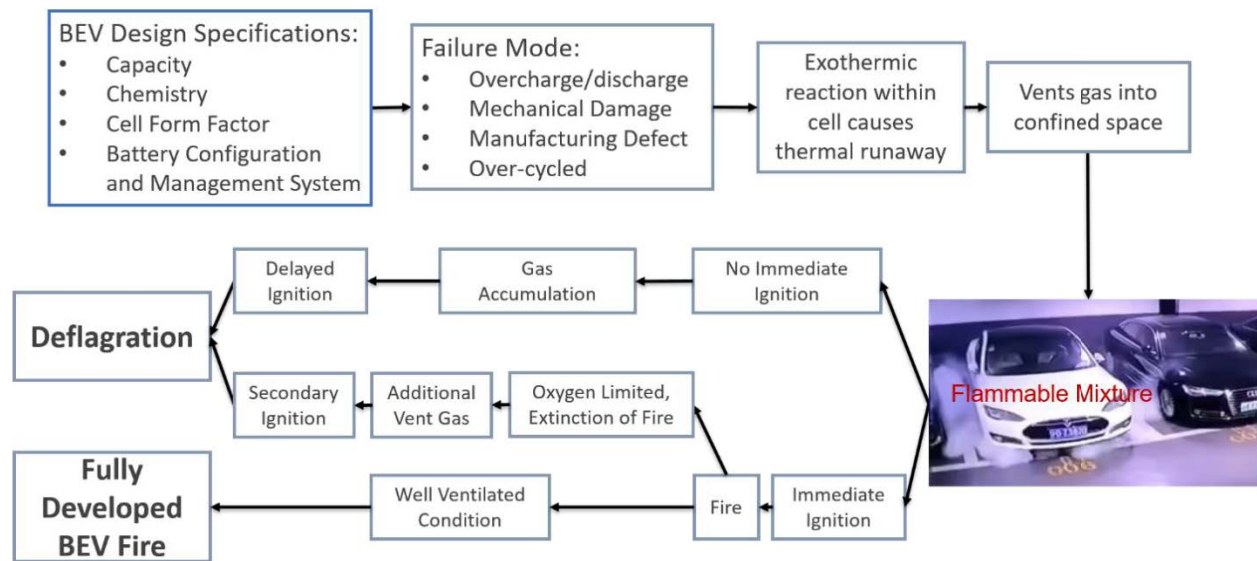 BEV Design Specifications:
• Capacity
• Chemistry
• Cell Form Factor
• Battery Configuration
and Management System
Failure Mode:
• Overcharge/discharge
• Mechanical Damage
• Manufacturing Defect
• Over-cycled
Exothermic
reaction within
cell causes
thermal runaway
Vents gas into
confined space
Flammable Mixture
No Immediate
Ignition
Gas
Accumulation
Delayed
Ignition
Deflagration
Immediate
Ignition
Fire
Oxygen Limited,
Extinction of Fire
Additional
Vent Gas
Secondary
Ignition
Well Ventilated
Condition
Fully
Developed
BEV Fire